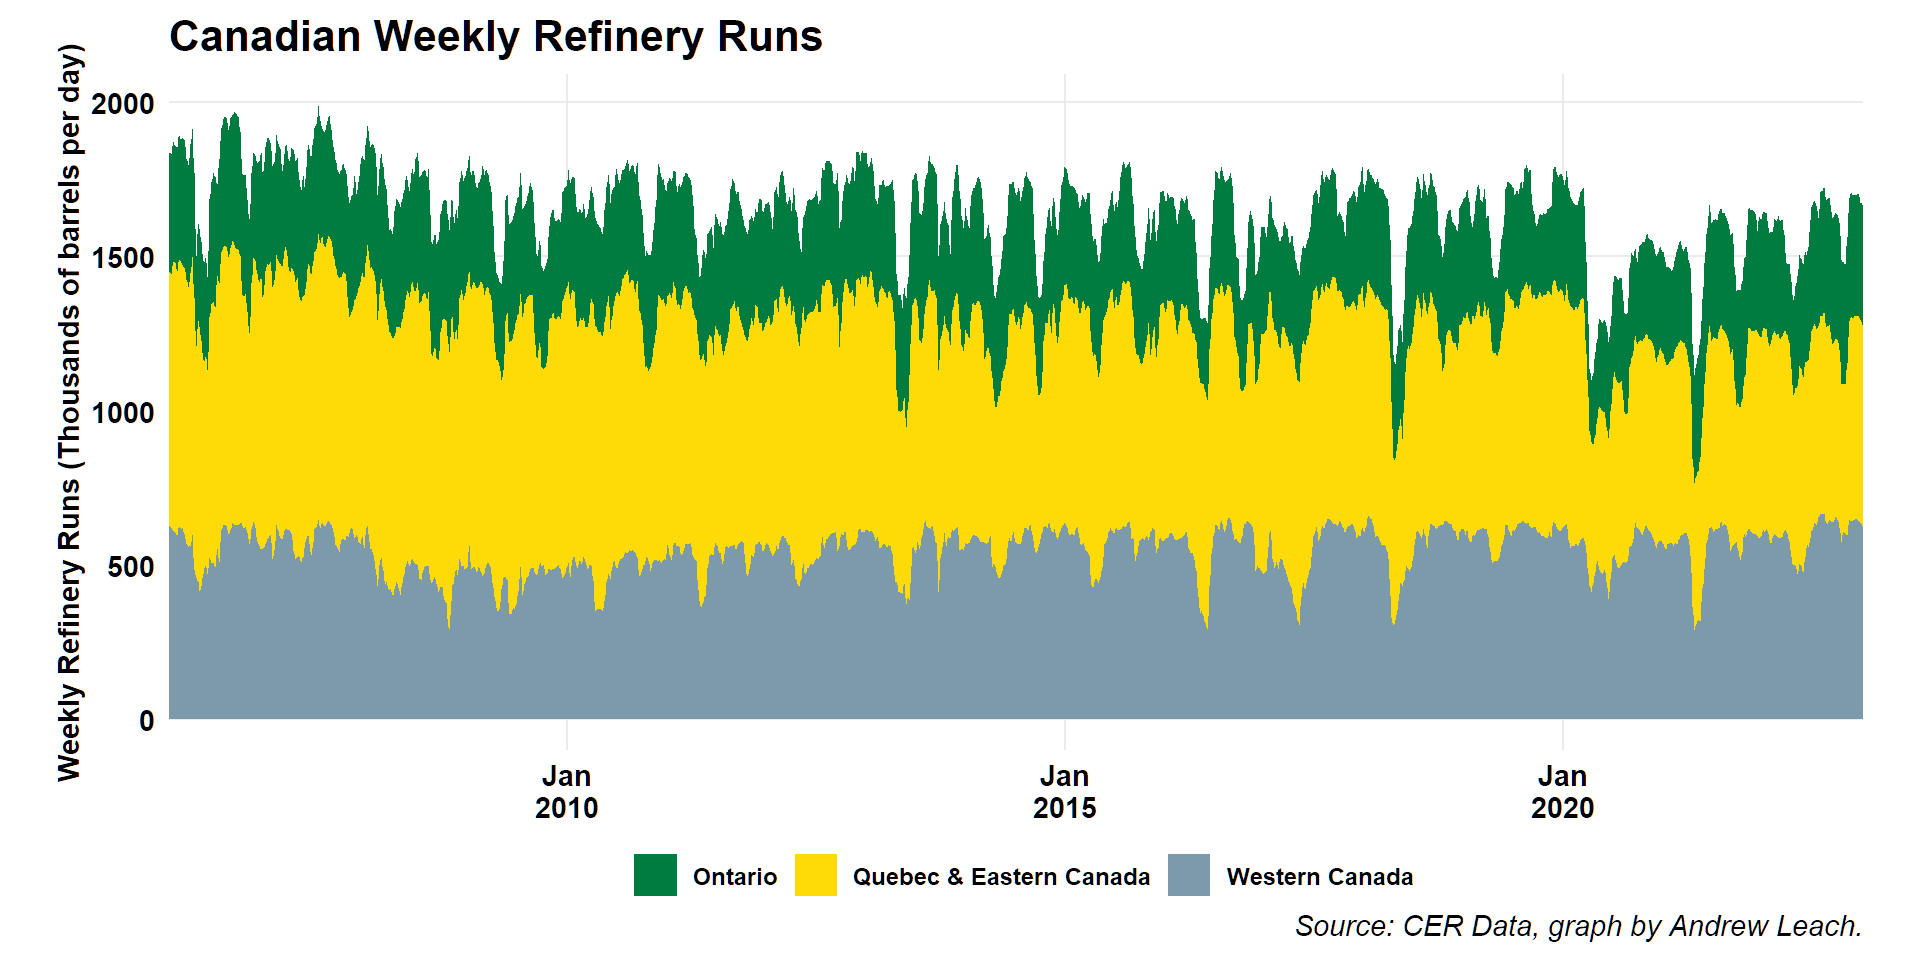 Canadian Weekly Refinery Runs
Weekly Refinery Runs (Thousands of barrels per day)
2000
1500
1000
500
0
Jan
2010
Jan
2015
Jan
2020
Ontario
Quebec & Eastern Canada
Western Canada
Source: CER Data, graph by Andrew Leach.